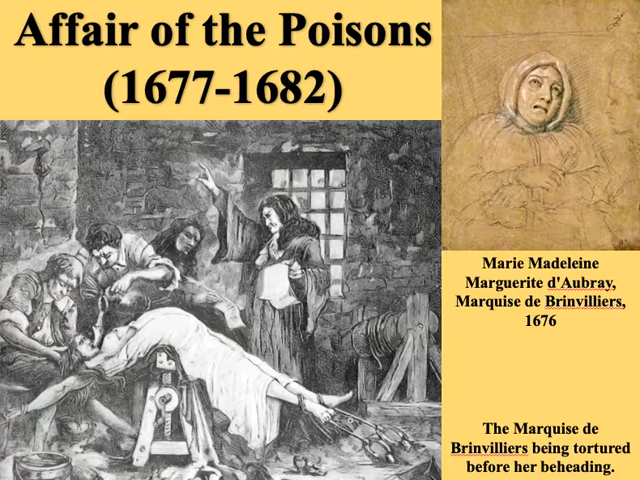 Affair of the Poisons
(1677-1682)
Marie Madeleine
Marguerite d'Aubray,
Marquise de Brinvilliers,
1676
The Marquise de
Brinvilliers being tortured
before her beheading.